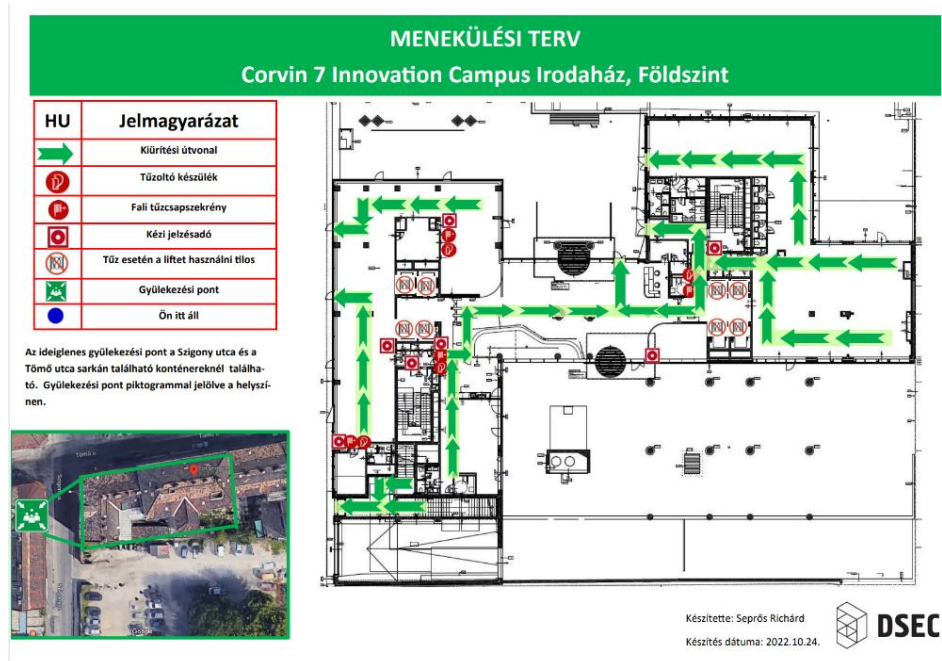 MENEKÜLÉSI TERV
Corvin 7 Innovation Campus Irodaház, Földszint
HU
Jelmagyarázat
Kiürítési útvonal
Tűzoltó készülék
Fali tűzcsapszekrény
Kézi jelzésadó
Tűz esetén a liftet használni tilos
Gyülekezési pont
Ön itt áll
Az ideiglenes gyülekezési pont a Szigony utca és a
Tömő utca sarkán található konténereknél találha-
tó. Gyülekezési pont piktogrammal jelölve a helyszí-
nen.
Tömő u
Google
Készítette: Seprős Richárd
Készítés dátuma: 2022.10.24.
DSEC